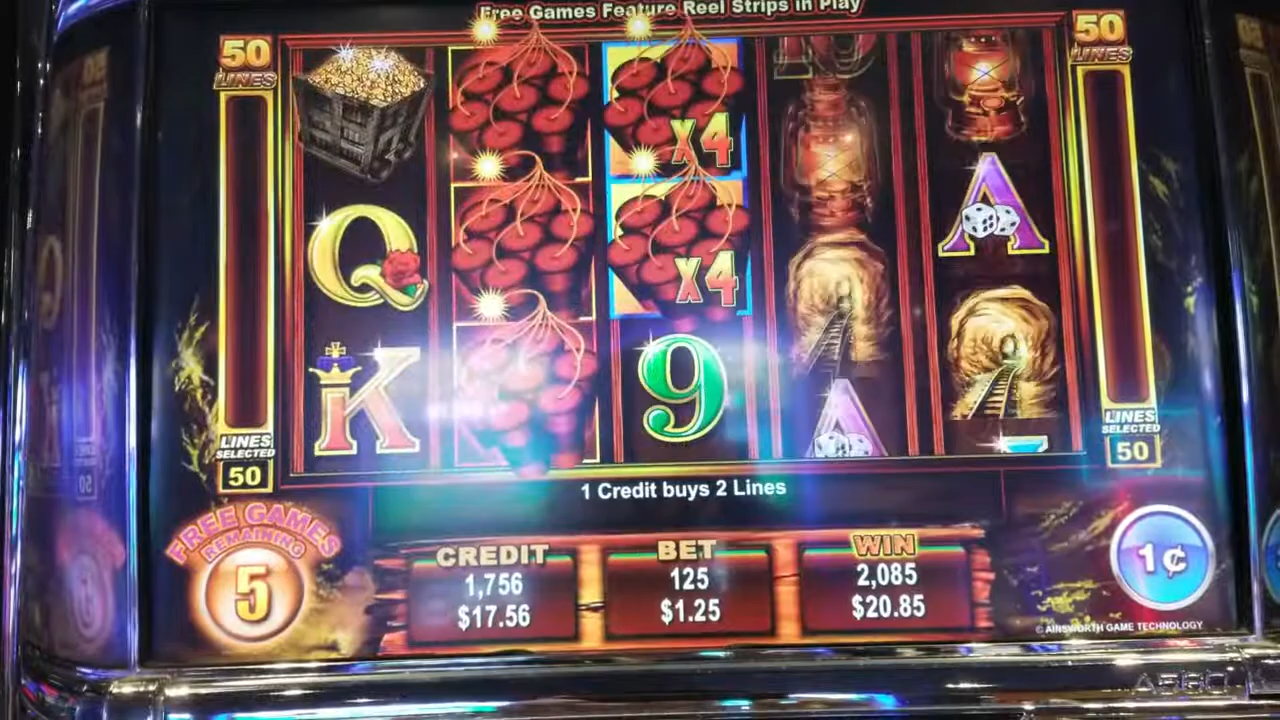 Free Games Feature Reel Strips in Play
50
LINES
50
LINES
X4
10
Q
A
X4
K
9
A
LINES
SELECTED
50
LINES
SELECTED
50
1 Credit buys 2 Lines
FREE GAMES
REMAINING
5
CREDIT
1,756
$17.56
BET
125
$1.25
WIN
2,085
$20.85
1¢
© AINSWORTH GAME TECHNOLOGY